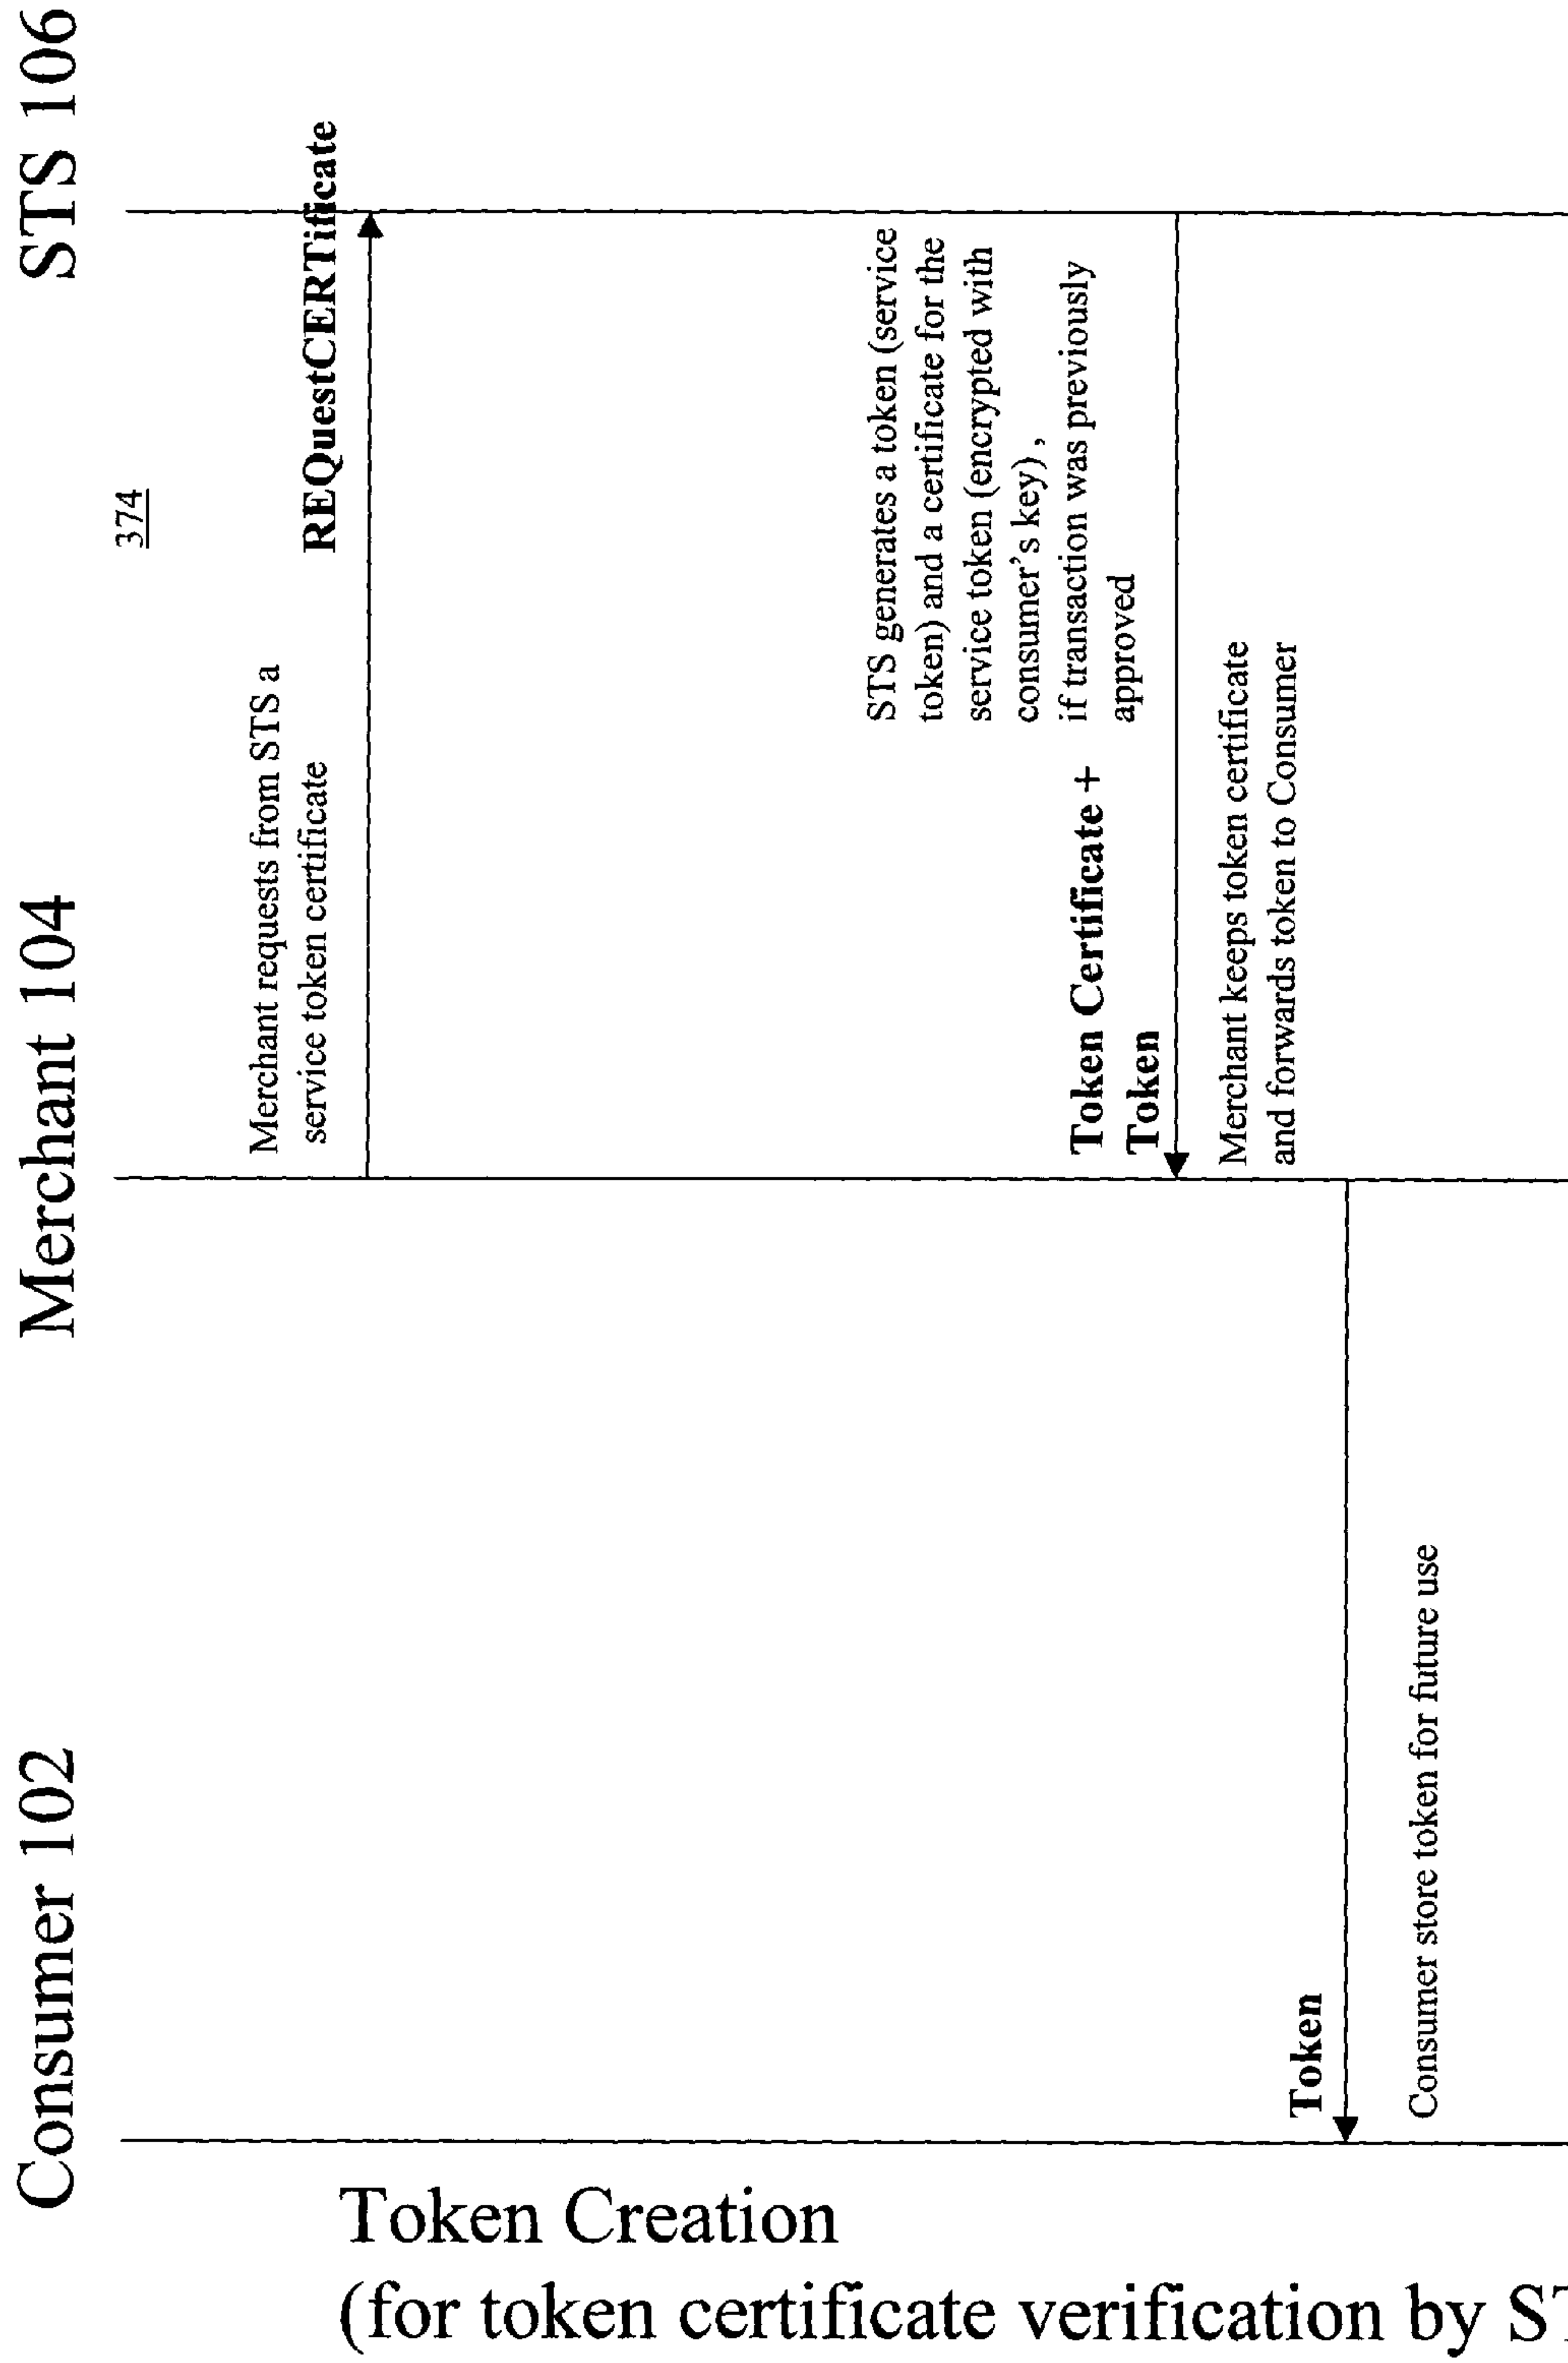 Consumer 102
Merchant 104
STS 106
374
Merchant requests from STS a
service token certificate
REQuestCERTificate
STS generates a token (service
token) and a certificate for the
service token (encrypted with
consumer's key) ,
if transaction was previously
approved
Token Certificate +
Token
Merchant keeps token certificate
and forwards token to Consumer
Token
Consumer store token for future use
Token Creation
(for token certificate verification by